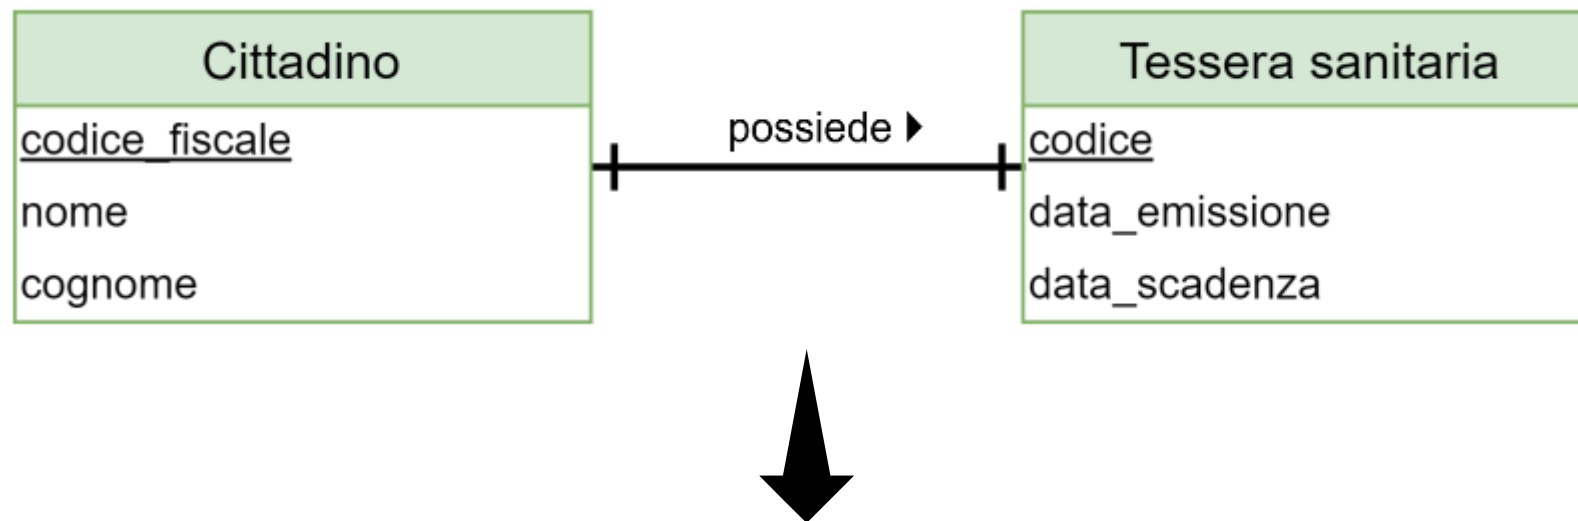 Cittadino
codice_fiscale
nome
cognome
possiede
Tessera sanitaria
codice
data_emissione
data_scadenza